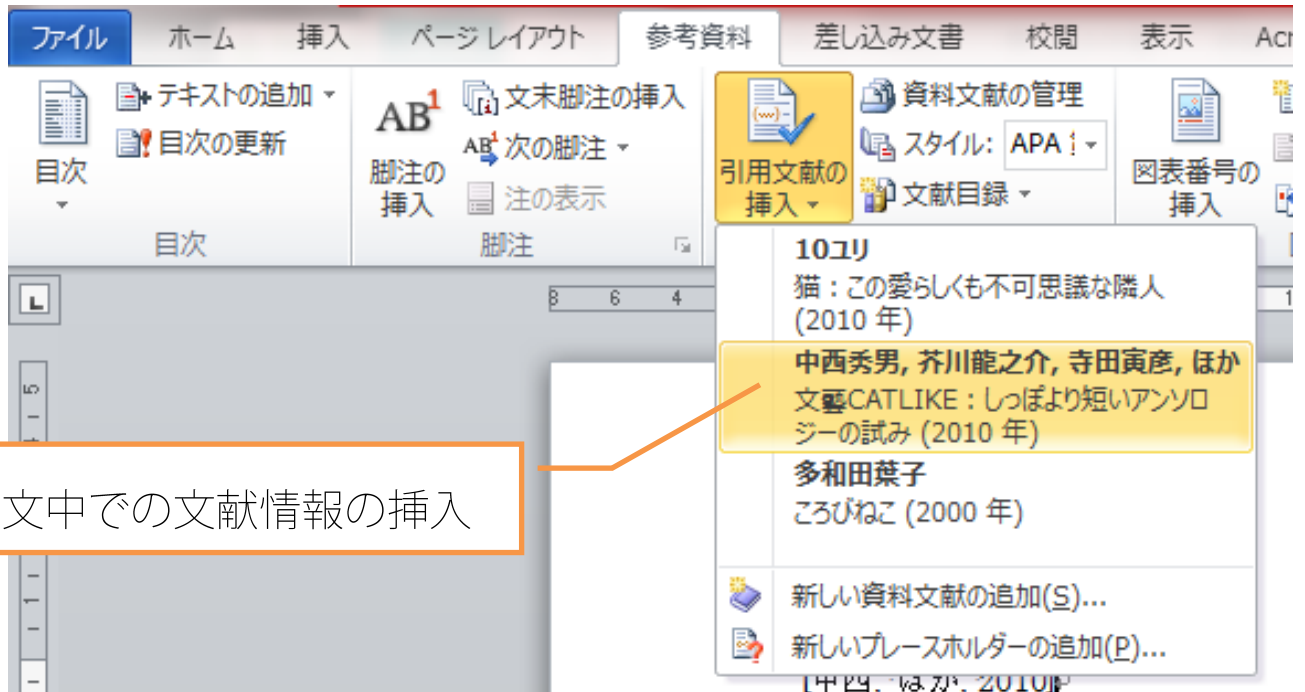 ファイル ホーム 挿入 ページ レイアウト 参考資料 差し込み文書 校閲 表示
目次
テキストの追加
目次の更新
目次
AB1
脚注の
挿入
文末脚注の挿入
次の脚注
注の表示
脚注
引用文献の
挿入
資料文献の管理
スタイル: APA
文献目録
図表番号の
挿入
10ユリ
猫：この愛らしくも不可思議な隣人
(2010 年)
中西秀男, 芥川龍之介, 寺田寅彦, ほか
文藝CATLIKE：しっぽより短いアンソロ
ジーの試み (2010 年)
多和田葉子
ころびねこ (2000 年)
新しい資料文献の追加(S)...
新しいプレースホルダーの追加(P)...
8 6 4
5
文中での文献情報の挿入
[中西, ほか, 2010]